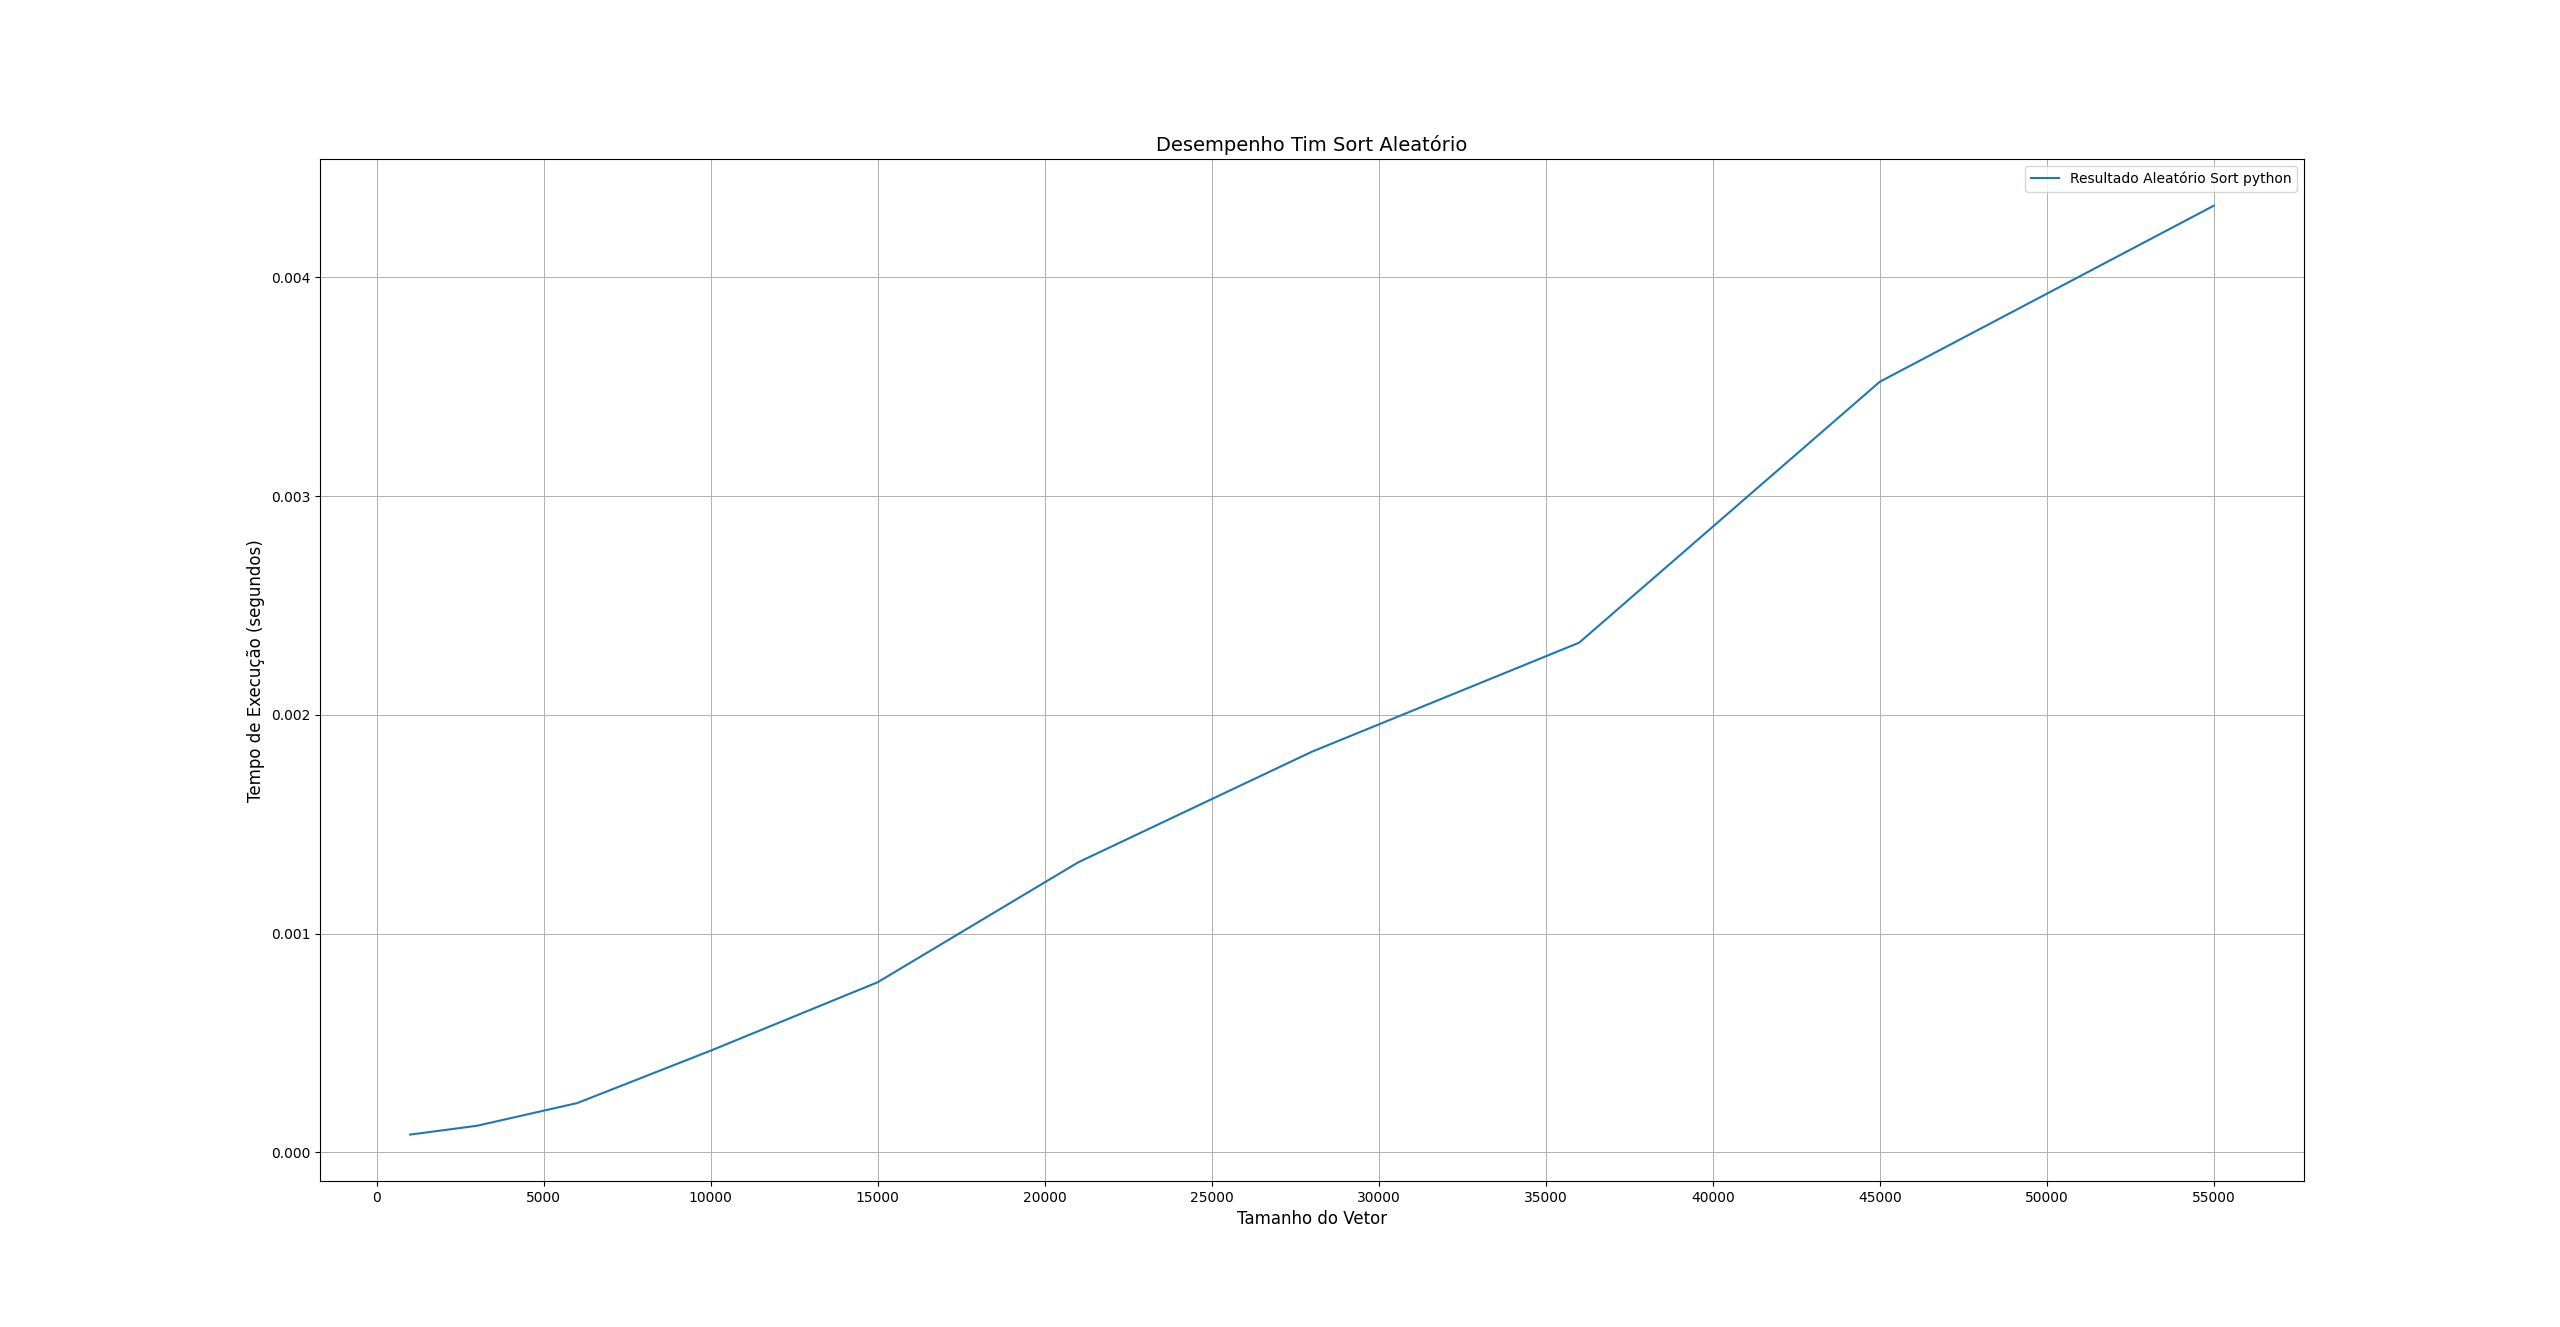 Desempenho Tim Sort Aleatório
Resultado Aleatório Sort python
Tempo de Execução (segundos)
0.004
0.003
0.002
0.001
0.000
0 5000 10000 15000 20000 25000 30000 35000 40000 45000 50000 55000
Tamanho do Vetor